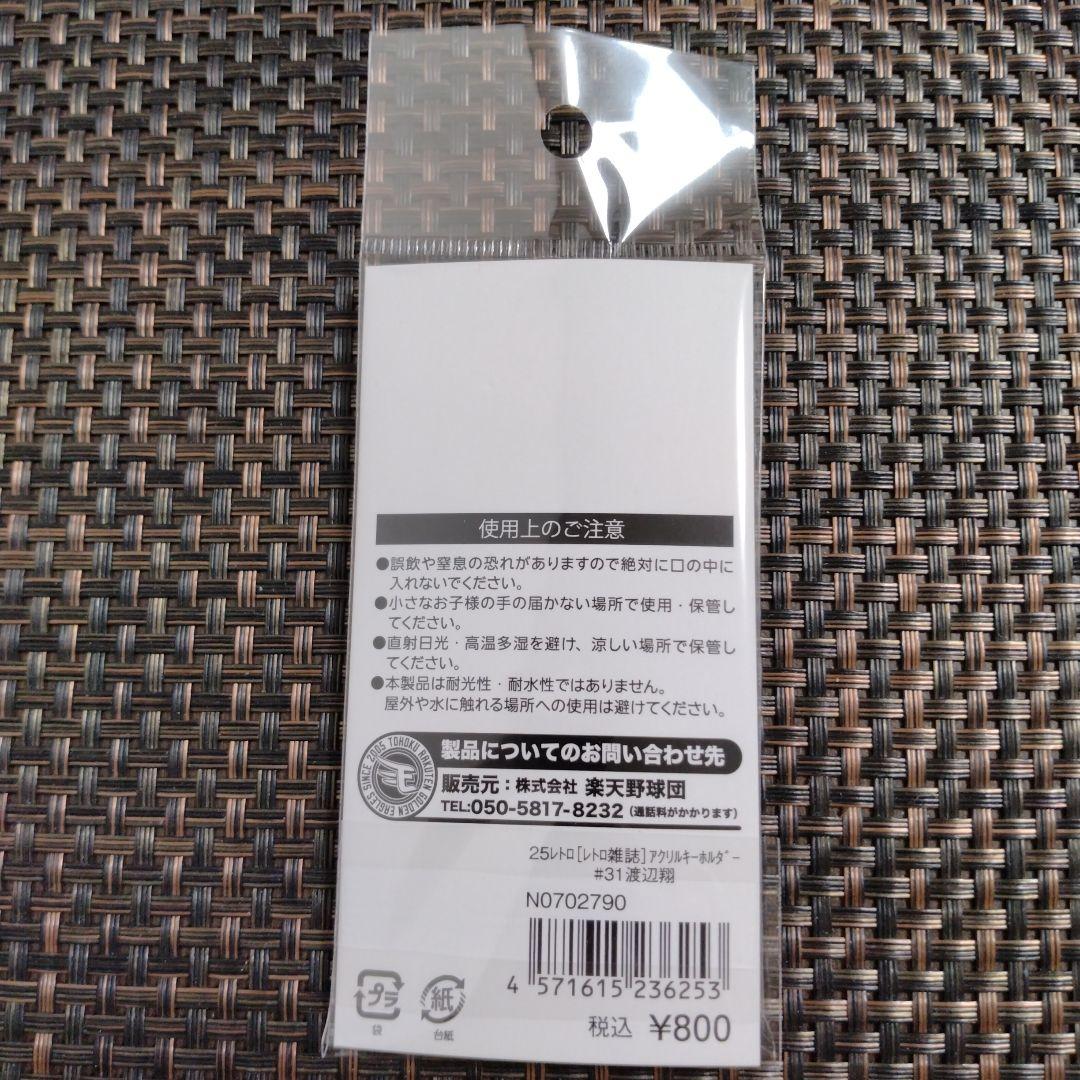 使用上のご注意
●誤飲や窒息の恐れがありますので絶対に口の中に
入れないでください。
●小さなお子様の手の届かない場所で使用・保管し
てください。
●直射日光・高温多湿を避け、涼しい場所で保管し
てください。
●本製品は耐光性・耐水性ではありません。
屋外や水に触れる場所への使用は避けてください。
SINCE 2005 TOHOKU RAKUTEN GOLDEN EAGLES
E
製品についてのお問い合わせ先
販売元：株式会社 楽天野球団
TEL:050-5817-8232（通話料がかかります）
25ﾚﾄﾛ[ﾚﾄﾛ雑誌]ｱｸﾘﾙｷｰﾎﾙﾀﾞｰ
#31渡辺翔
N0702790
4 571615 236253
プラ
袋
紙
台紙
税込 ¥800